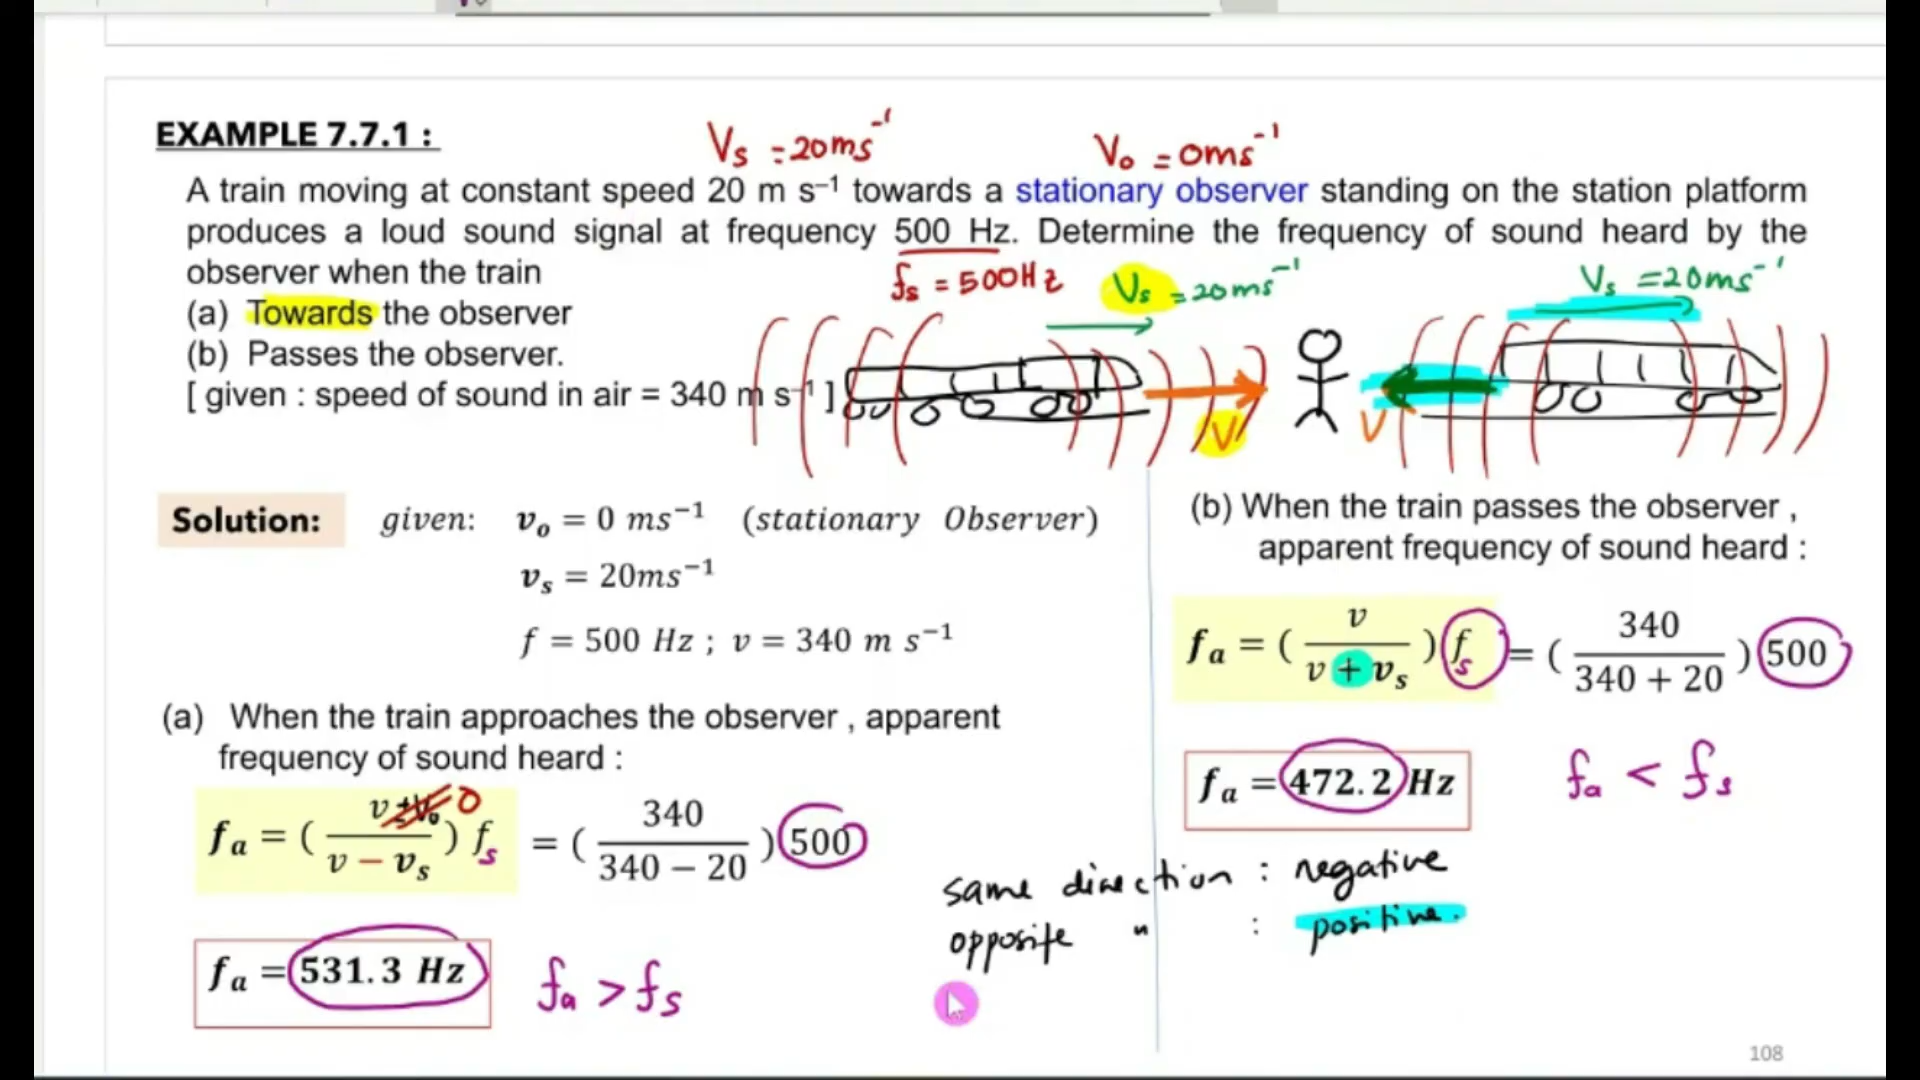 EXAMPLE 7.7.1 :
Vs = 20ms⁻¹
Vo = 0ms⁻¹
A train moving at constant speed 20 m s⁻¹ towards a stationary observer standing on the station platform
produces a loud sound signal at frequency 500 Hz. Determine the frequency of sound heard by the
observer when the train
fs = 500Hz
Vs = 20ms⁻¹
Vs = 20ms⁻¹
(a) Towards the observer
(b) Passes the observer.
[ given : speed of sound in air = 340 m s⁻¹ ]
V
V
Solution:
given: vo = 0 ms⁻¹ (stationary Observer)
vs = 20ms⁻¹
f = 500 Hz ; v = 340 m s⁻¹
(a) When the train approaches the observer , apparent
frequency of sound heard :
fa = ( v ± vo 0 / v − vs ) fs = ( 340 / 340 − 20 ) 500
fa = 531.3 Hz
fa > fs
(b) When the train passes the observer ,
apparent frequency of sound heard :
fa = ( v / v + vs ) fs = ( 340 / 340 + 20 ) 500
fa = 472.2 Hz
fa < fs
same direction : negative
opposite " : positive.
108